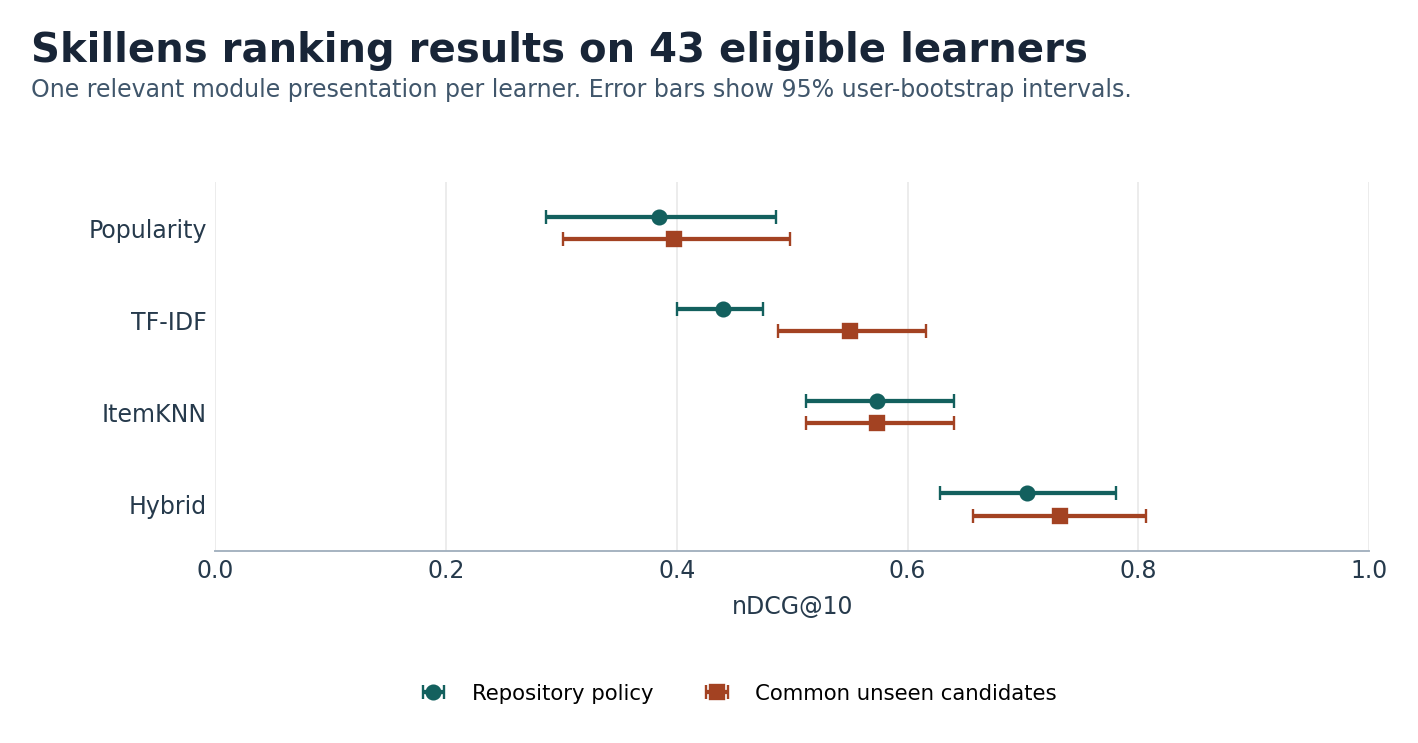 Skillens ranking results on 43 eligible learners
One relevant module presentation per learner. Error bars show 95% user-bootstrap intervals.
Popularity
TF-IDF
ItemKNN
Hybrid
0.0 0.2 0.4 0.6 0.8 1.0
nDCG@10
Repository policy Common unseen candidates